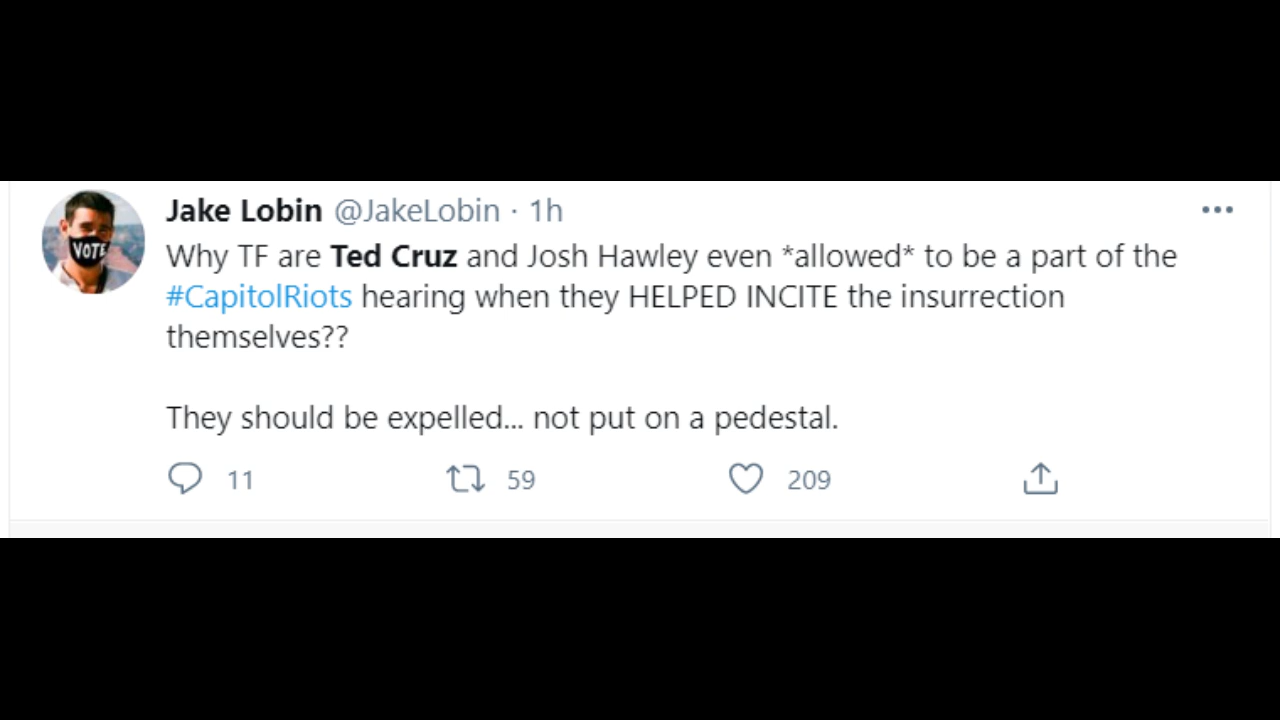 Jake Lobin @JakeLobin · 1h
Why TF are Ted Cruz and Josh Hawley even *allowed* to be a part of the
#CapitolRiots hearing when they HELPED INCITE the insurrection
themselves??
They should be expelled... not put on a pedestal.
11 59 209
VOTE